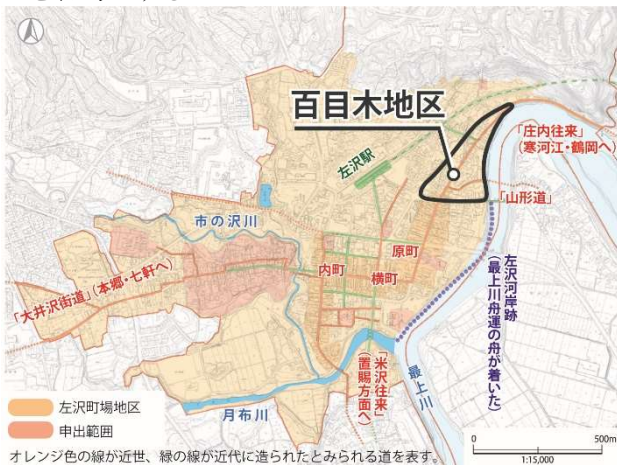 百目木地区
「庄内往来」
(寒河江・鶴岡へ)
左沢駅
「山形道」
市の沢川
原町
内町
横町
「大井沢街道」(本郷・七軒へ)
左沢河岸跡
(最上川舟運の舟が着いた)
「米沢往来」
(置賜方面へ)
最上川
月布川
左沢町場地区
申出範囲
オレンジ色の線が近世、緑の線が近代に造られたとみられる道を表す。
0 500m
1:15,000